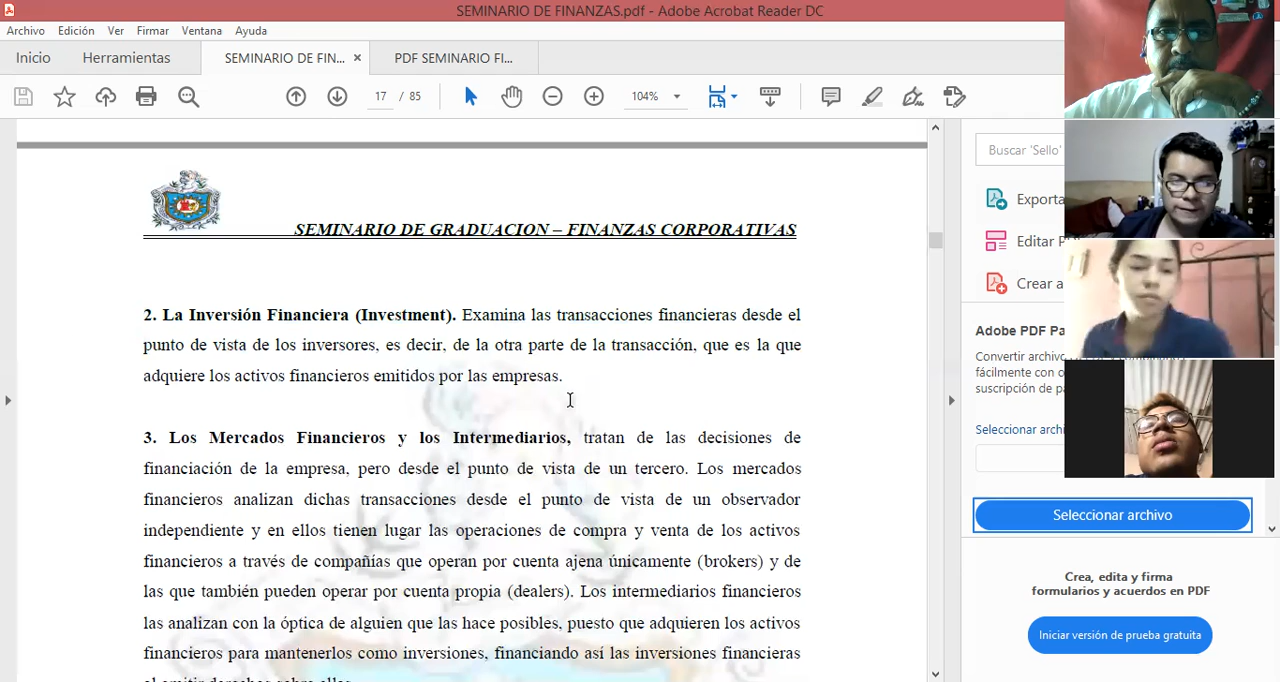 SEMINARIO DE FINANZAS.pdf - Adobe Acrobat Reader DC
Archivo Edición Ver Firmar Ventana Ayuda
Inicio Herramientas SEMINARIO DE FIN... × PDF SEMINARIO FI...
17 / 85 104%
SEMINARIO DE GRADUACION – FINANZAS CORPORATIVAS
2. La Inversión Financiera (Investment). Examina las transacciones financieras desde el
punto de vista de los inversores, es decir, de la otra parte de la transacción, que es la que
adquiere los activos financieros emitidos por las empresas.
3. Los Mercados Financieros y los Intermediarios, tratan de las decisiones de
financiación de la empresa, pero desde el punto de vista de un tercero. Los mercados
financieros analizan dichas transacciones desde el punto de vista de un observador
independiente y en ellos tienen lugar las operaciones de compra y venta de los activos
financieros a través de compañías que operan por cuenta ajena únicamente (brokers) y de
las que también pueden operar por cuenta propia (dealers). Los intermediarios financieros
las analizan con la óptica de alguien que las hace posibles, puesto que adquieren los activos
financieros para mantenerlos como inversiones, financiando así las inversiones financieras
al emitir derechos sobre ellos.
Buscar 'Sello'
Exporta
Editar P
Crear a
Adobe PDF Pa
Convertir archiv
fácilmente con o
suscripción de pa
Seleccionar archi
Seleccionar archivo
Crea, edita y firma
formularios y acuerdos en PDF
Iniciar versión de prueba gratuita